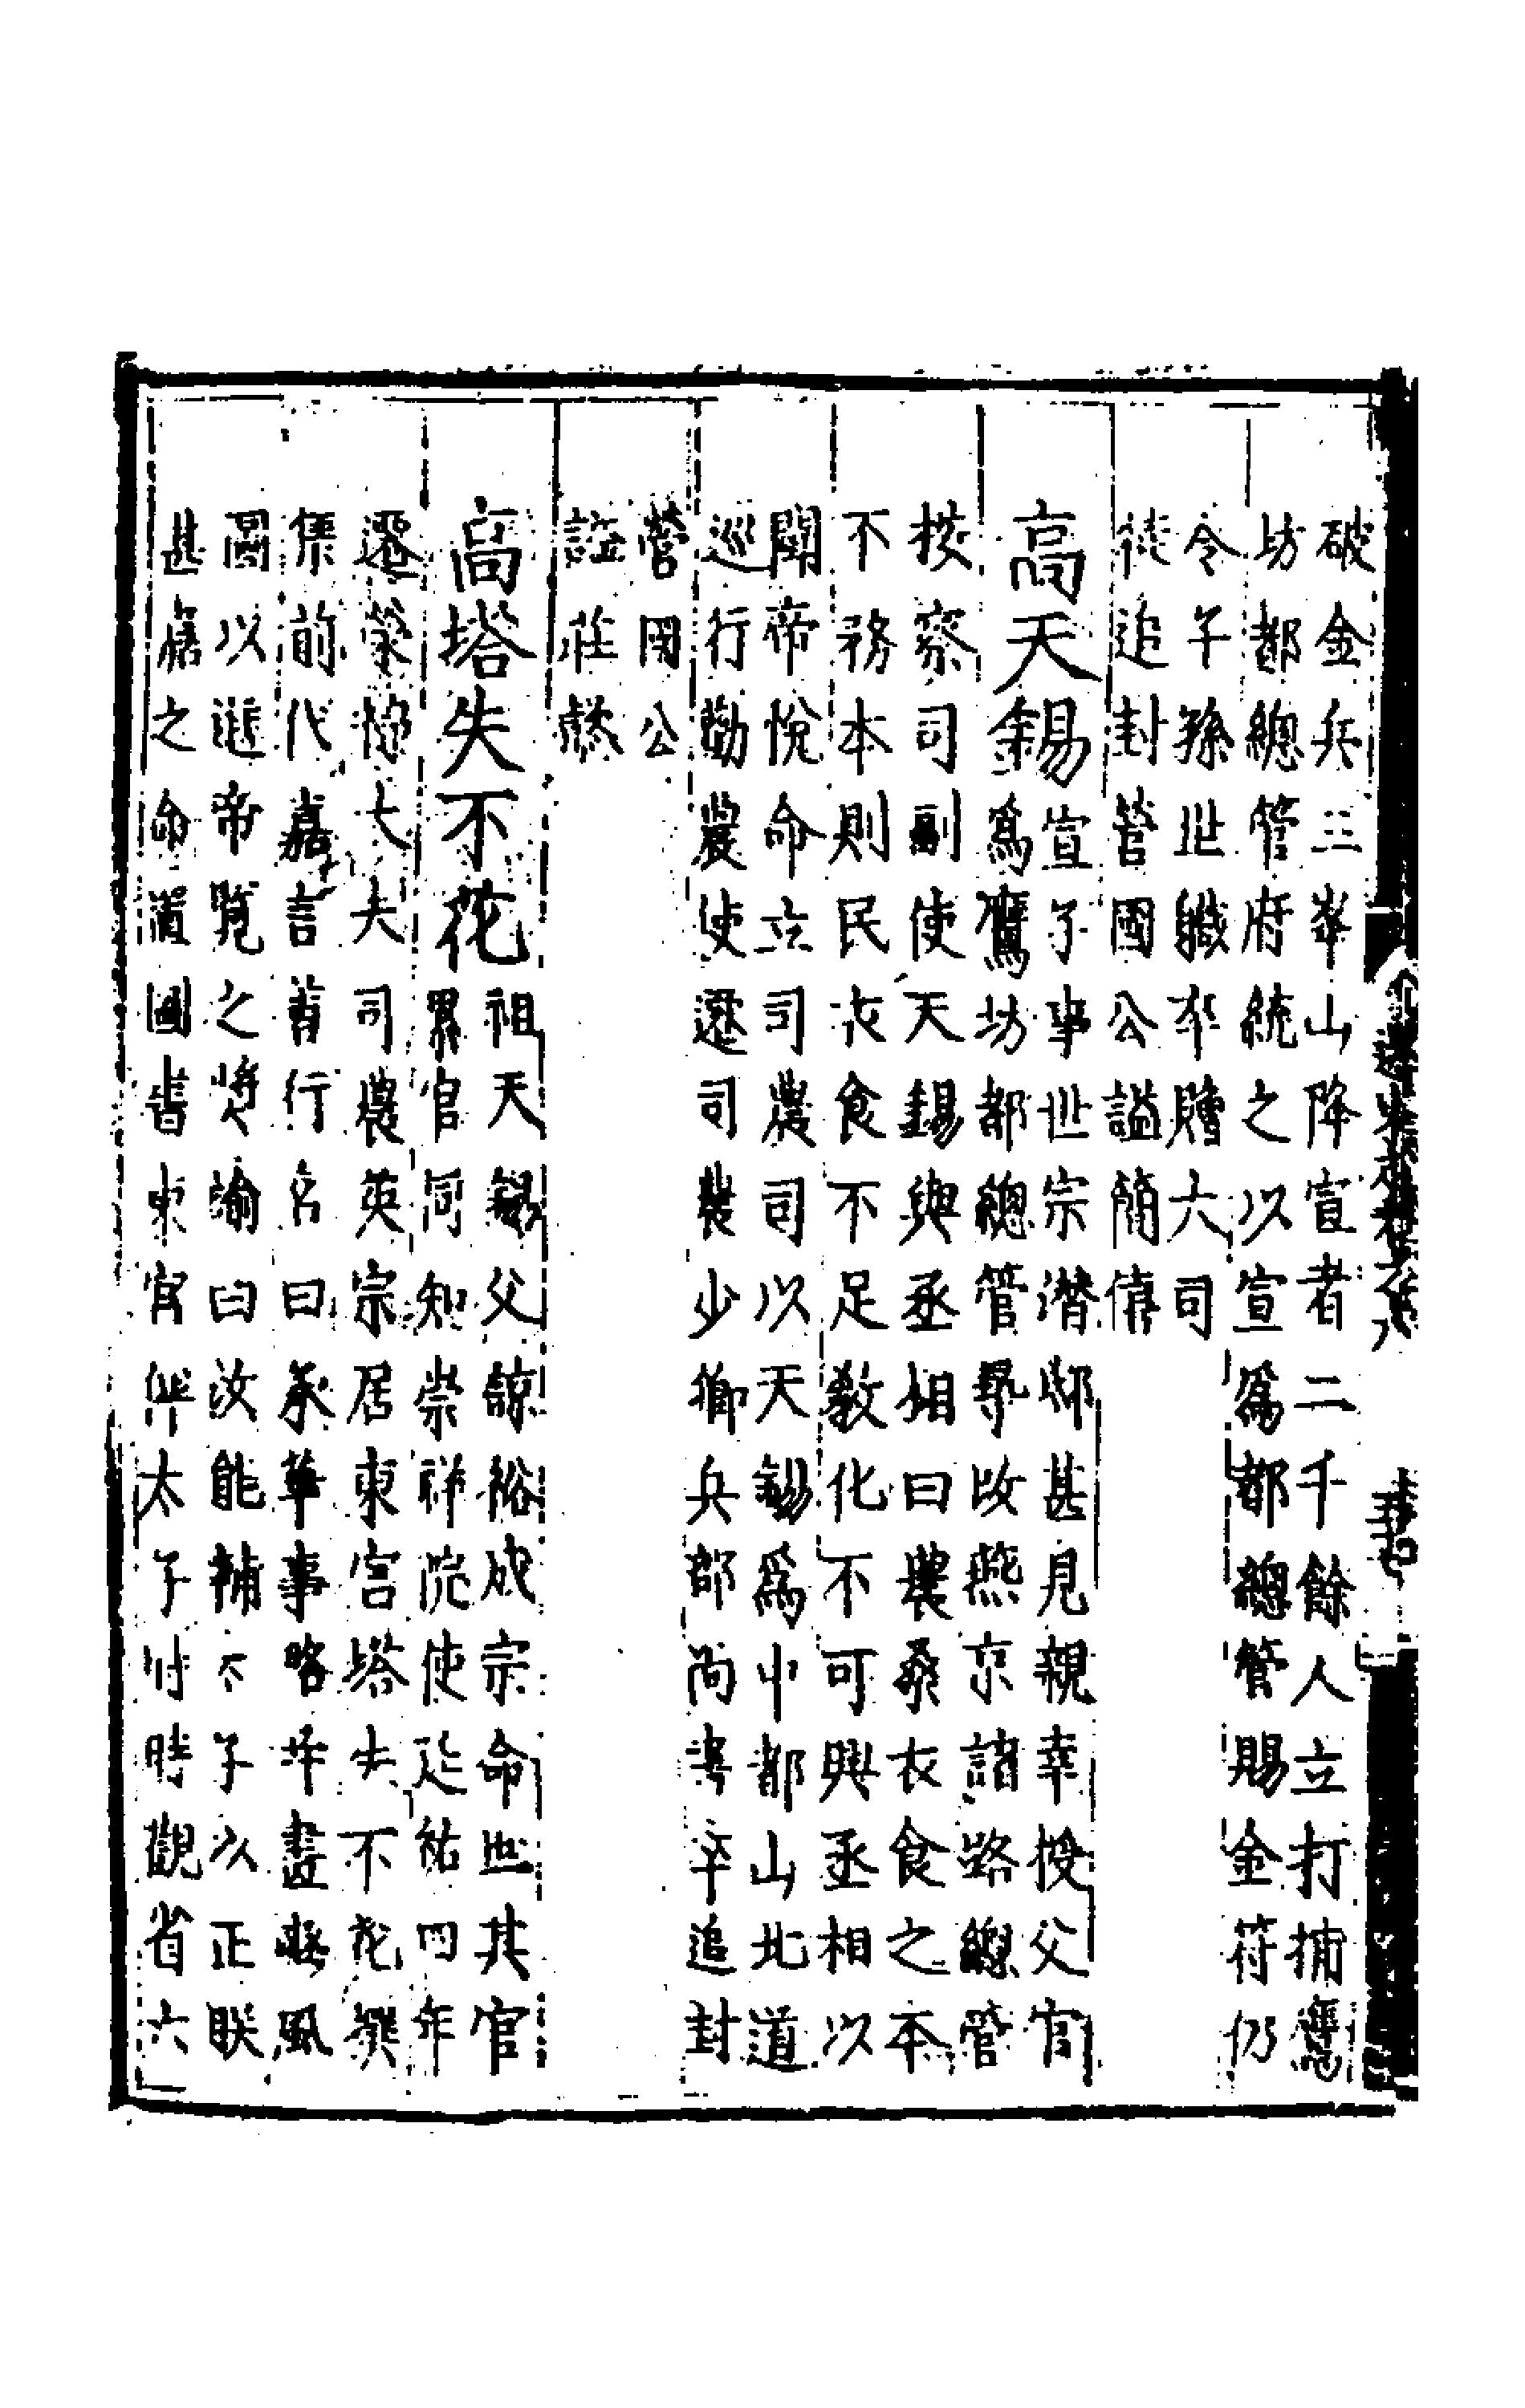 破金兵三峯山降宣者二千餘人立打捕鷹
坊都總管府統之以宣爲都總管賜金符仍
令子孫世職卒贈大司
徒追封營國公謚簡僖
高天錫
宣子事世宗潛邸甚見親幸授父官
爲鷹坊都總管尋改燕京諸路總管
按察司副使天錫與丞相曰農桑衣食之本
不務本則民衣食不足教化不可興丞相以
聞帝悅命立司農司以天錫爲中都山北道
巡行勸農使遷司農少卿兵部尚書卒追封
營國公
謚莊懿
高塔失不花
祖天錫父諒裕成宗命世其官
累官同知崇祥院使延祐四年
遷榮祿大夫司農英宗居東宮塔失不花撰
集前代嘉言善行名曰承華事略并畫豳風
圖以進帝覽之奬諭曰汝能輔太子以正朕
甚嘉之命置圖書東宮俾太子時時觀省六